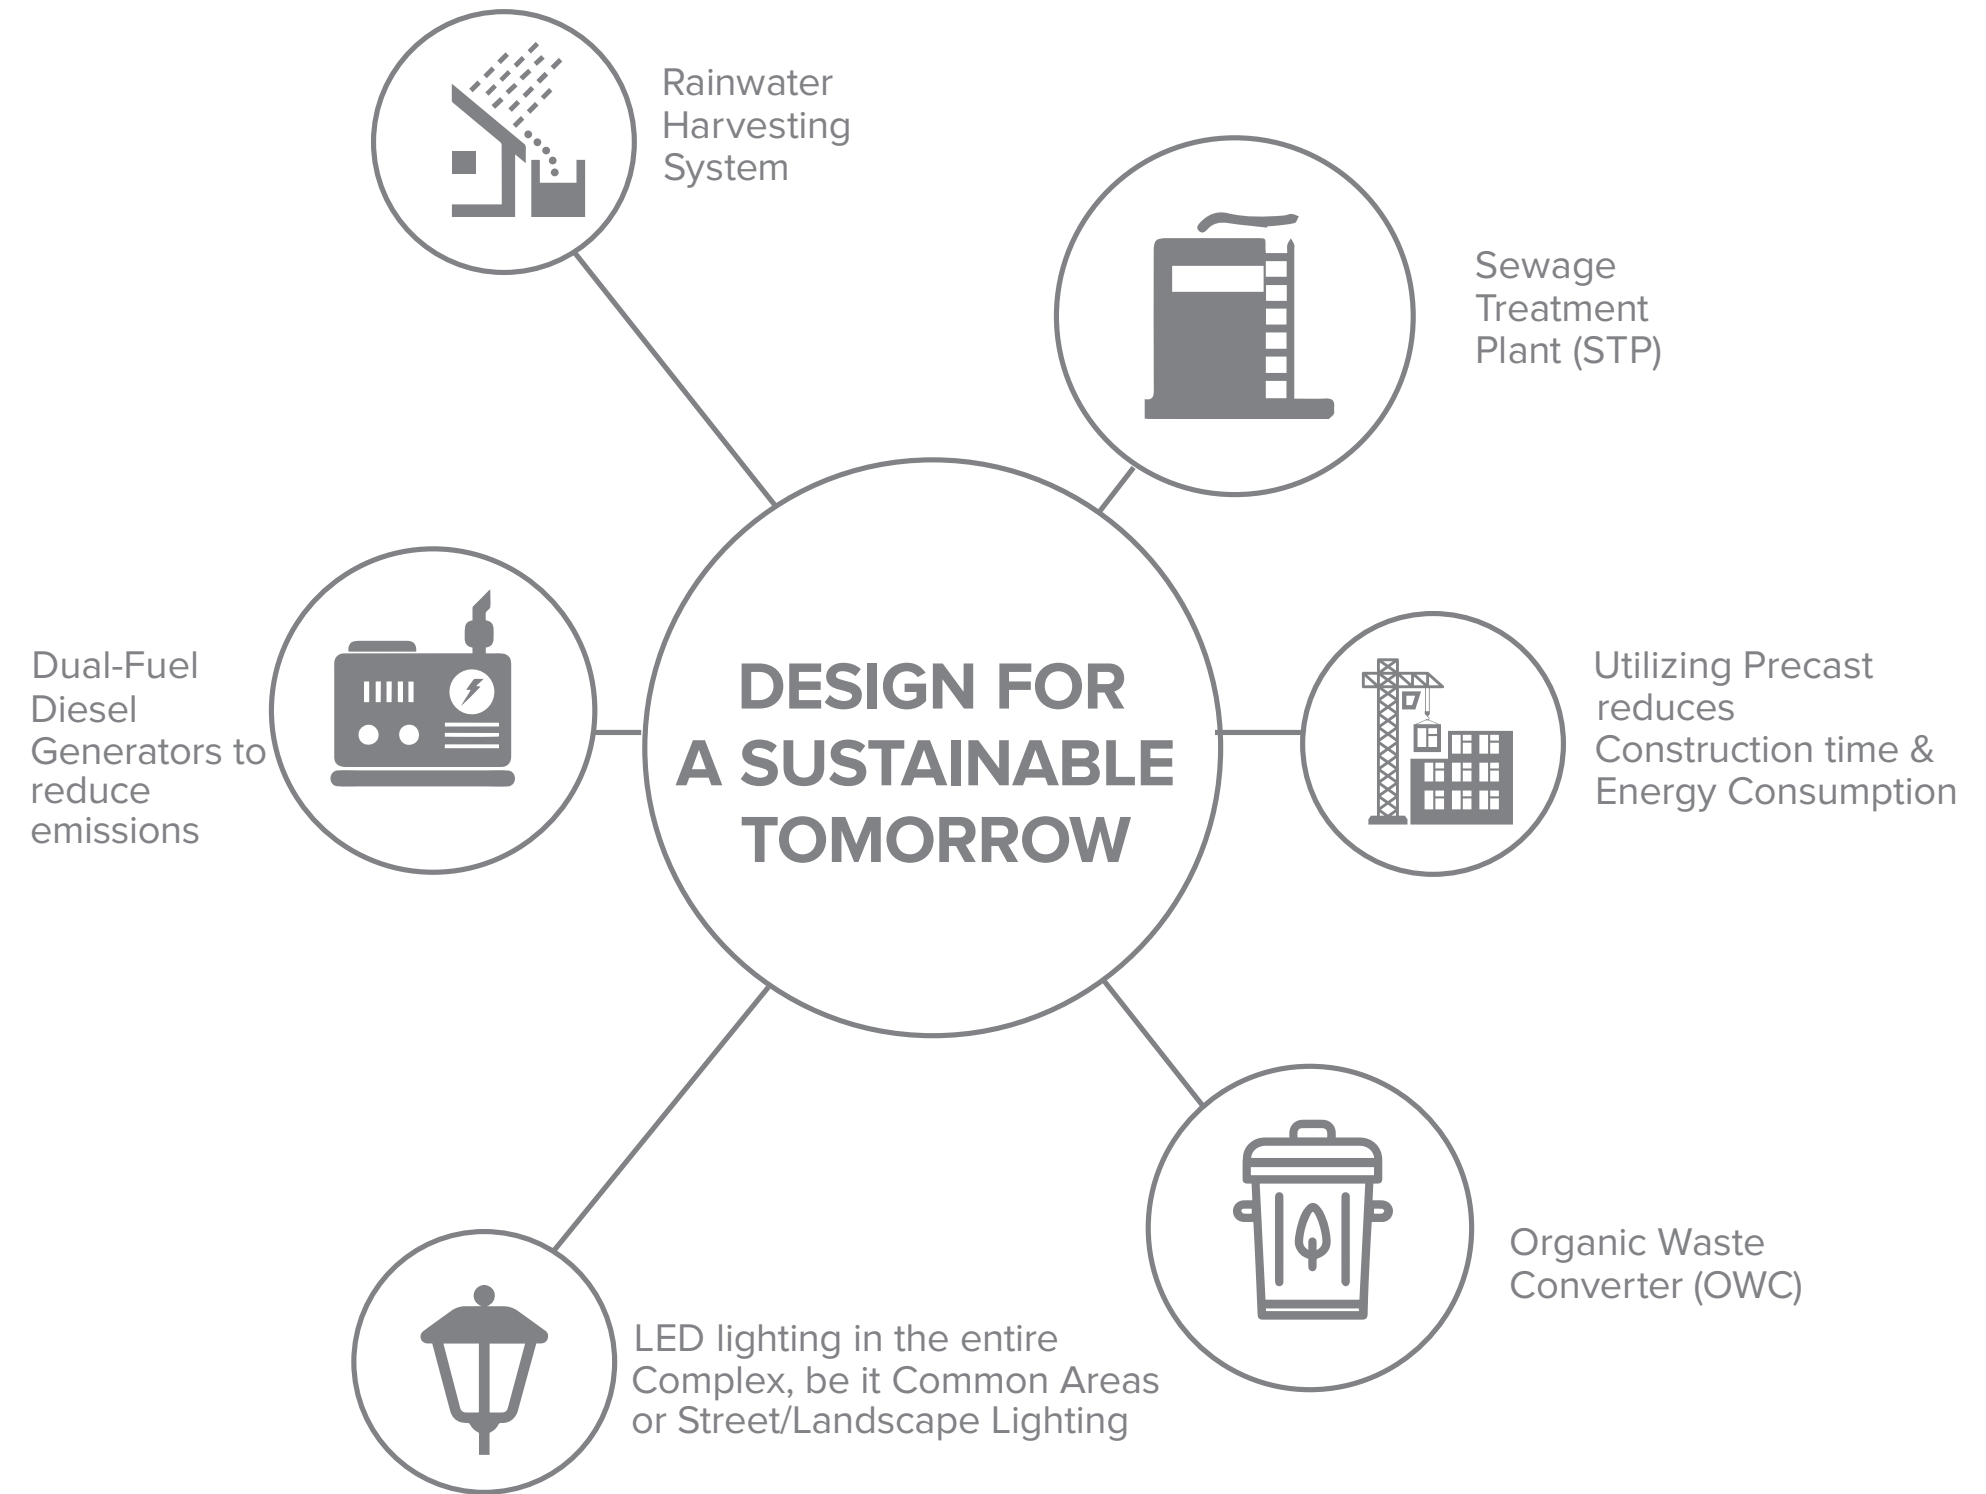 Rainwater
Harvesting
System
Sewage
Treatment
Plant (STP)
Dual-Fuel
Diesel
Generators to
reduce
emissions
DESIGN FOR
A SUSTAINABLE
TOMORROW
Utilizing Precast
reduces
Construction time &
Energy Consumption
Organic Waste
Converter (OWC)
LED lighting in the entire
Complex, be it Common Areas
or Street/Landscape Lighting